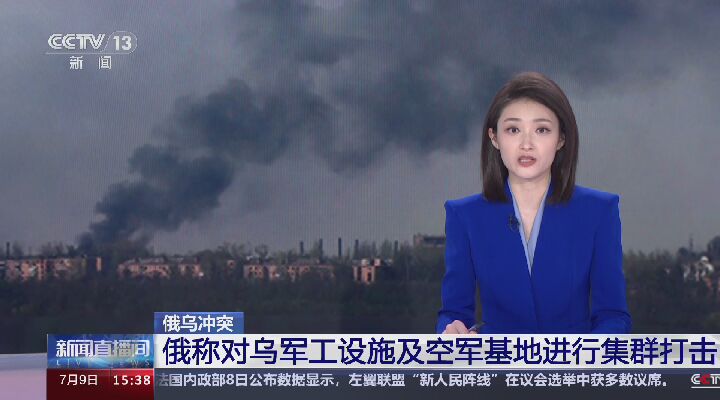 CCTV 13
新闻
俄乌冲突
新闻直播间
LIVE NEWS
俄称对乌军工设施及空军基地进行集群打击
7月9日 15:38 法国内政部8日公布数据显示，左翼联盟“新人民阵线”在议会选举中获多数议席。